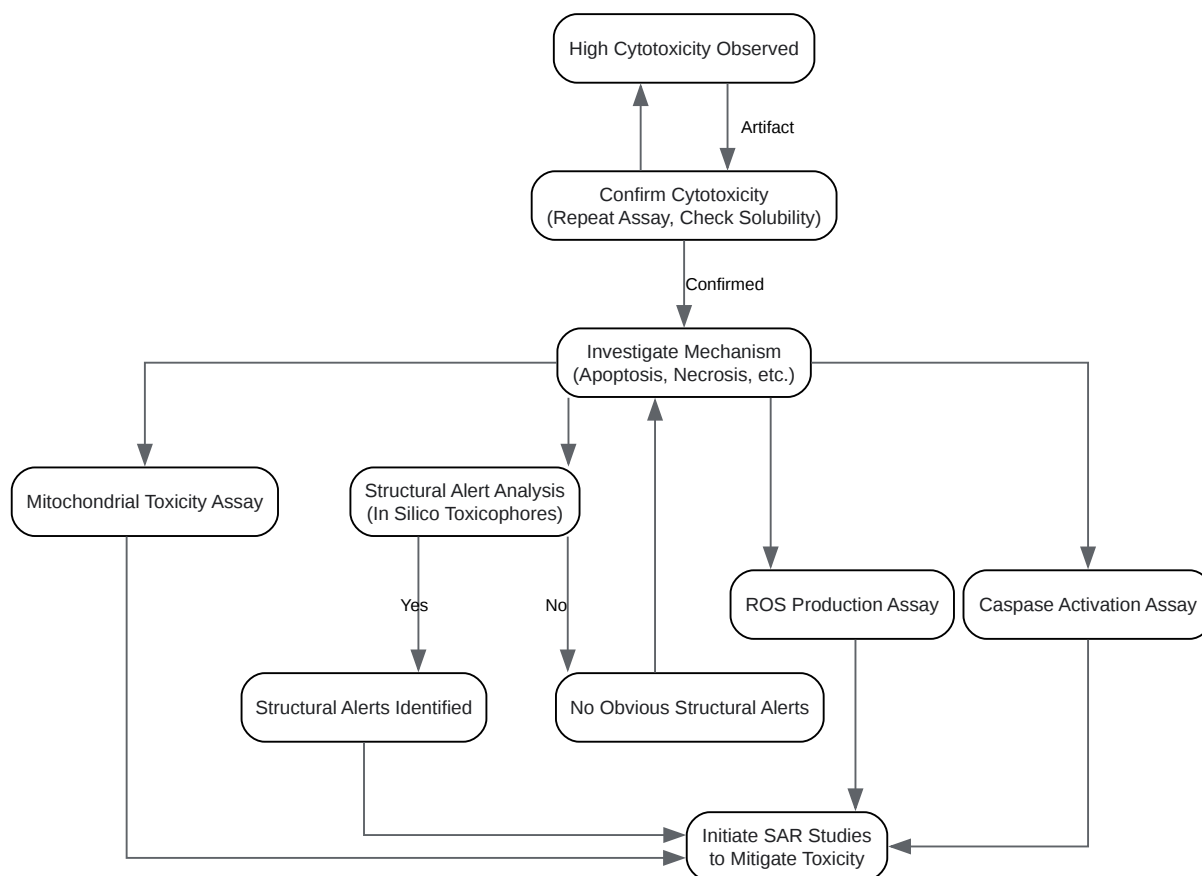 High Cytotoxicity Observed
Artifact
Confirm Cytotoxicity
(Repeat Assay, Check Solubility)
Confirmed
Investigate Mechanism
(Apoptosis, Necrosis, etc.)
Mitochondrial Toxicity Assay
Structural Alert Analysis
(In Silico Toxicophores)
Yes
No
ROS Production Assay
Caspase Activation Assay
Structural Alerts Identified
No Obvious Structural Alerts
Initiate SAR Studies
to Mitigate Toxicity